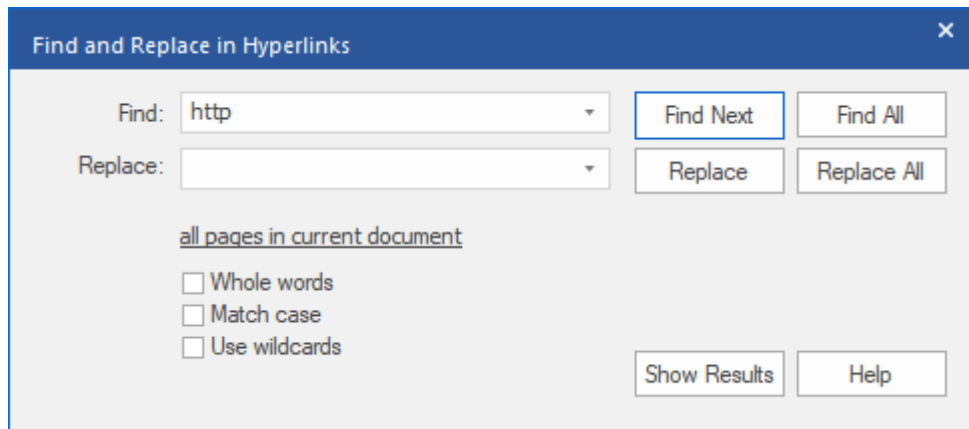 Find and Replace in Hyperlinks
Find: http Find Next Find All
Replace: Replace Replace All
all pages in current document
Whole words
Match case
Use wildcards
Show Results Help